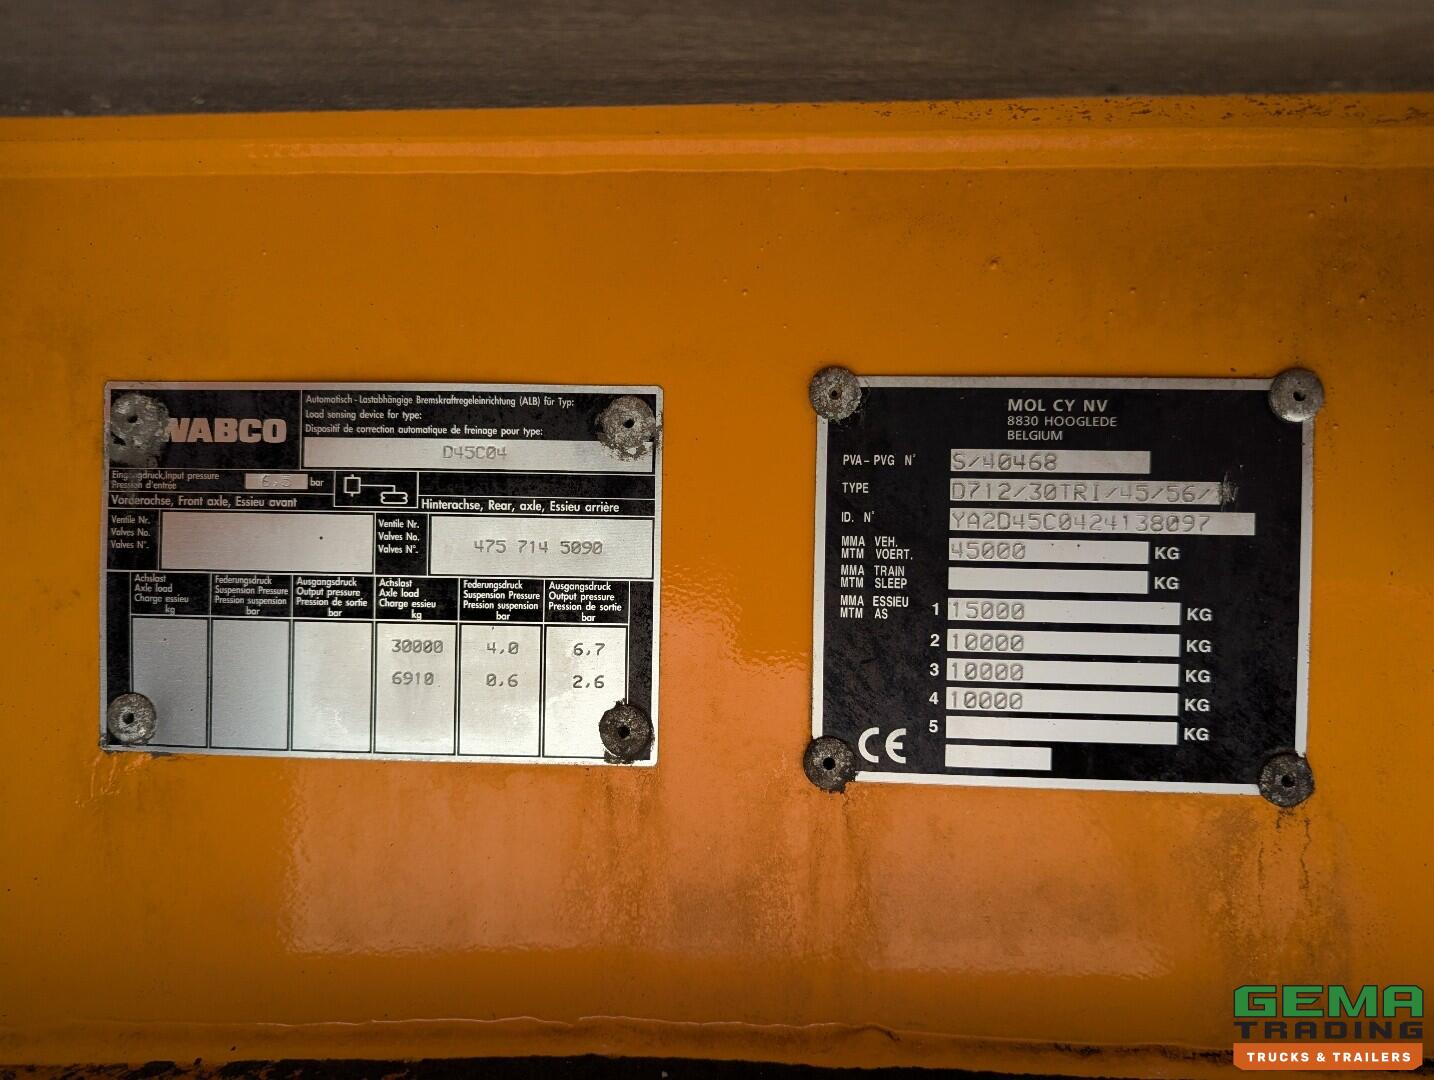 WABCO
Automatisch - Lastabhängige Bremskraftregeleinrichtung (ALB) für Typ:
Load sensing device for type:
Dispositif de correction automatique de freinage pour type:
D45C04
Input pressure
Pression d'entrée
6,5 bar
Vorderachse, Front axle, Essieu avant
Hinterachse, Rear, axle, Essieu arrière
Ventile Nr.
Valves No.
Valves N°.
Ventile Nr.
Valves No.
Valves N°.
475 714 5090
Achslast
Axle load
Charge essieu
kg
Federungsdruck
Suspension Pressure
Pression suspension
bar
Ausgangsdruck
Output pressure
Pression de sortie
bar
Achslast
Axle load
Charge essieu
kg
Federungsdruck
Suspension Pressure
Pression suspension
bar
Ausgangsdruck
Output pressure
Pression de sortie
bar
30000 4,0 6,7
6910 0,6 2,6
MOL CY NV
8830 HOOGLEDE
BELGIUM
PVA-PVG N° S/40468
TYPE D712/30TRI/45/56/
ID. N° YA2D45C0424138097
MMA VEH.
MTM VOERT. 45000 KG
MMA TRAIN
MTM SLEEP KG
MMA ESSIEU
MTM AS
1 15000 KG
2 10000 KG
3 10000 KG
4 10000 KG
5 KG
CE
GEMA
TRADING
TRUCKS & TRAILERS